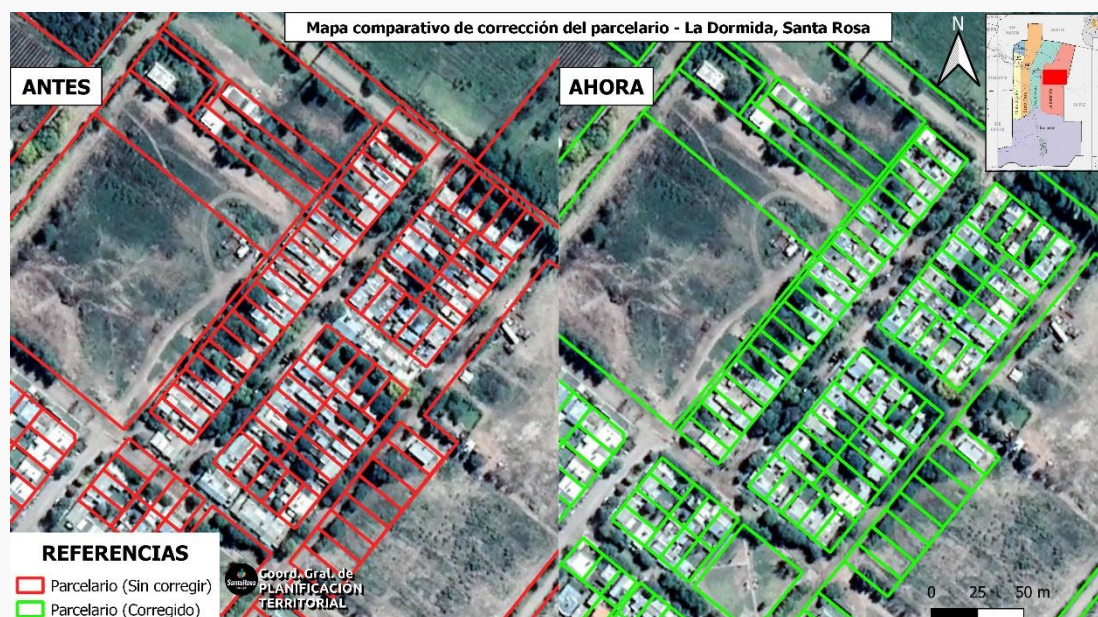 Mapa comparativo de corrección del parcelario - La Dormida, Santa Rosa
ANTES
AHORA
N
REFERENCIAS
Parcelario (Sin corregir)
Parcelario (Corregido)
SantaRosa
Coord. Gral. de
PLANIFICACIÓN
TERRITORIAL
0 25 50 m